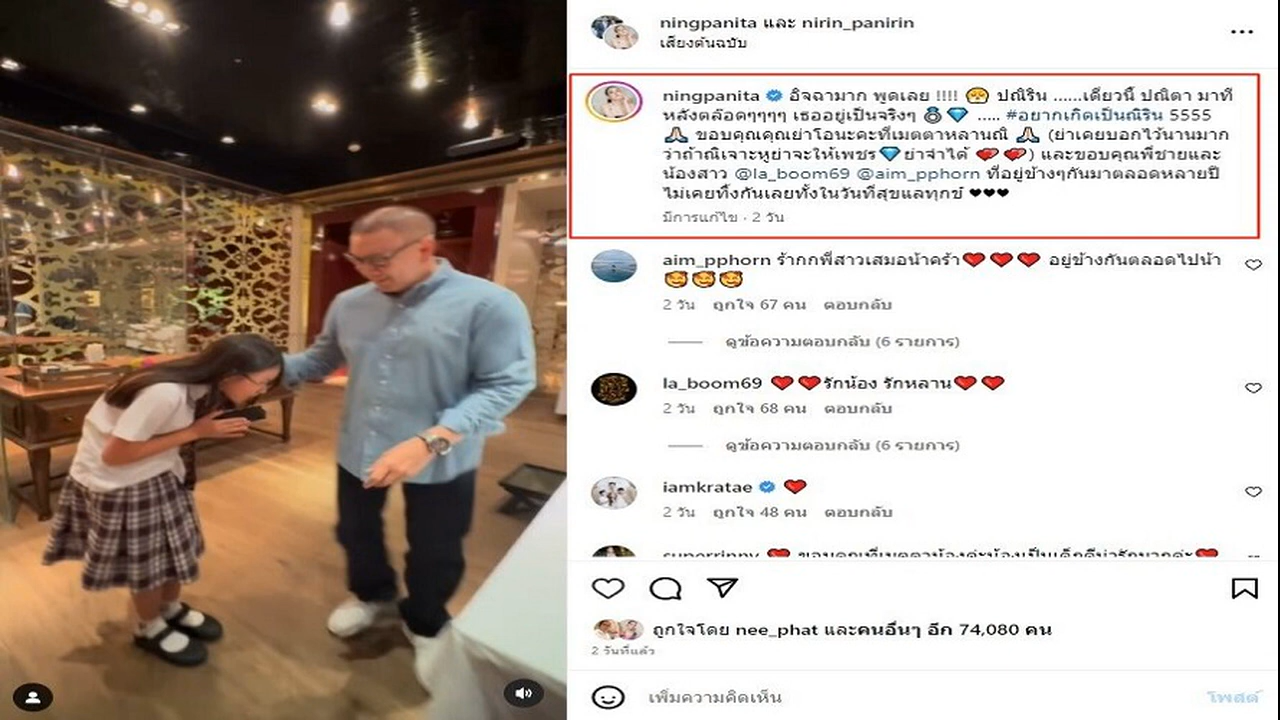 ningpanita และ nirin_panirin
เสียงต้นฉบับ
ningpanita อิจฉามาก พูดเลย !!!! 😤 ปณิริน ......เดี๋ยวนี้ ปณิตา มาที
หลังตล๊อดๆๆๆๆ เธออยู่เป็นจริงๆ 💍💎 ..... #อยากเกิดเป็นณิริน 5555
🙏🏻 ขอบคุณคุณย่าโอนะคะที่เมตตาหลานณิ 🙏🏻 (ย่าเคยบอกไว้นานมาก
ว่าถ้าณิเจาะหูย่าจะให้เพชร💎ย่าจำได้ 💕💕) และขอบคุณพี่ชายและ
น้องสาว @la_boom69 @aim_pphorn ที่อยู่ข้างๆกันมาตลอดหลายปี
ไม่เคยทิ้งกันเลยทั้งในวันที่สุขแลทุกข์ ♥♥♥
มีการแก้ไข · 2 วัน
aim_pphorn ร้ากกพี่สาวเสมอน้าคร้า❤️❤️❤️ อยู่ข้างกันตลอดไปน้า
🥰🥰🥰
2 วัน ถูกใจ 67 คน ตอบกลับ
ดูข้อความตอบกลับ (6 รายการ)
la_boom69 ❤️❤️รักน้อง รักหลาน❤️❤️
2 วัน ถูกใจ 68 คน ตอบกลับ
ดูข้อความตอบกลับ (6 รายการ)
iamkratae ❤️
2 วัน ถูกใจ 48 คน ตอบกลับ
ถูกใจโดย nee_phat และคนอื่นๆ อีก 74,080 คน
2 วันที่แล้ว
เพิ่มความคิดเห็น
โพสต์